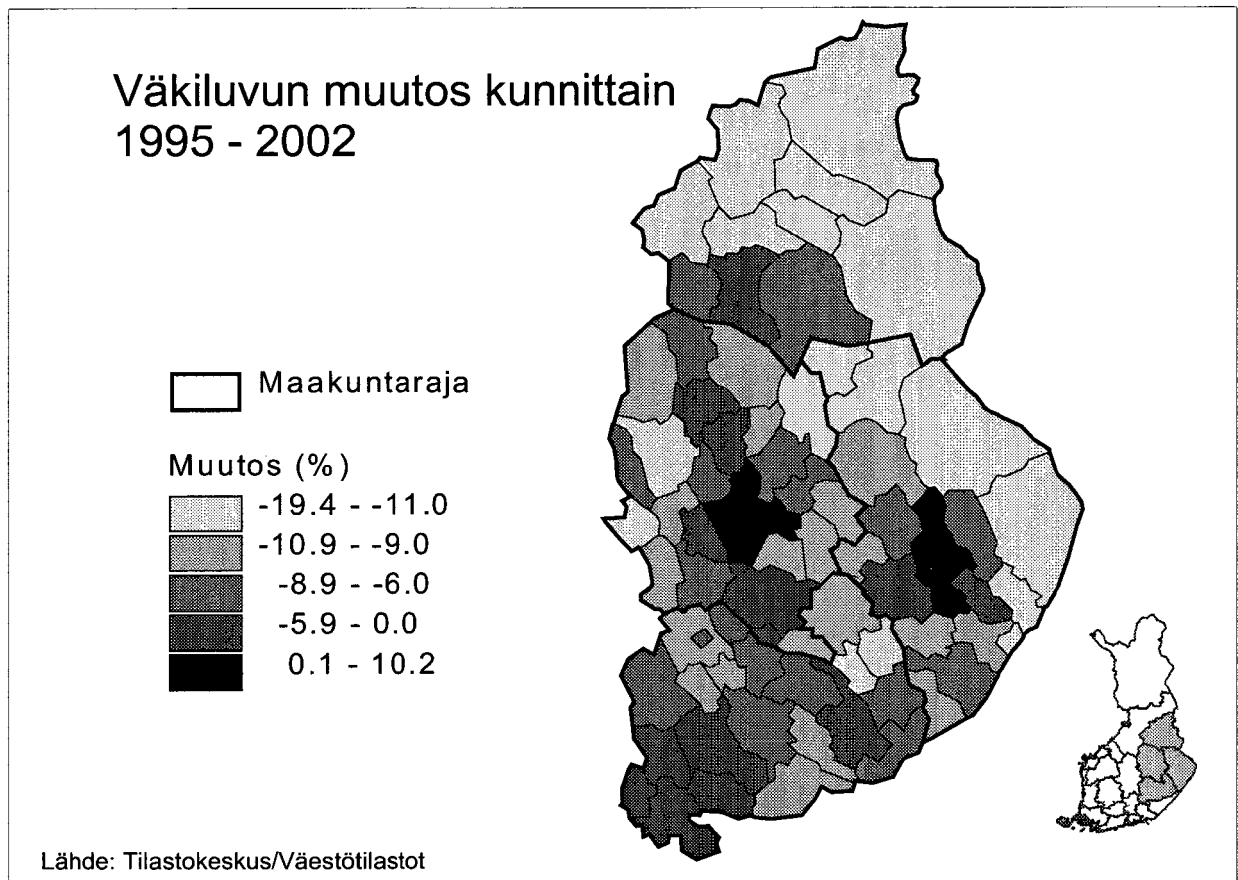 Väkiluvun muutos kunnittain
1995 - 2002
Maakuntaraja
Muutos (%)
-19.4 - -11.0
-10.9 - -9.0
-8.9 - -6.0
-5.9 - 0.0
0.1 - 10.2
Lähde: Tilastokeskus/Väestötilastot